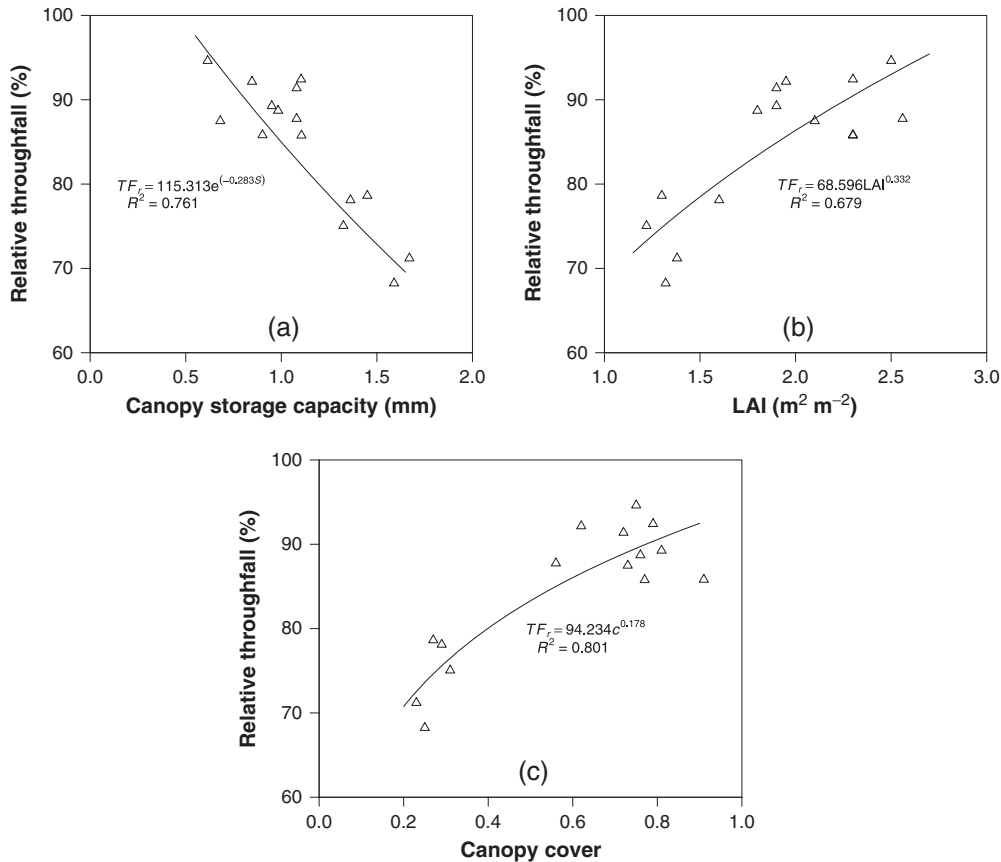 100
90
80
70
60
Relative throughfall (%)
TFᵣ = 115.313e^(−0.283S)
R² = 0.761
(a)
0.0 0.5 1.0 1.5 2.0
Canopy storage capacity (mm)
100
90
80
70
60
Relative throughfall (%)
TFᵣ = 68.596LAI^0.332
R² = 0.679
(b)
1.0 1.5 2.0 2.5 3.0
LAI (m² m⁻²)
100
90
80
70
60
Relative throughfall (%)
TFᵣ = 94.234c^0.178
R² = 0.801
(c)
0.0 0.2 0.4 0.6 0.8 1.0
Canopy cover